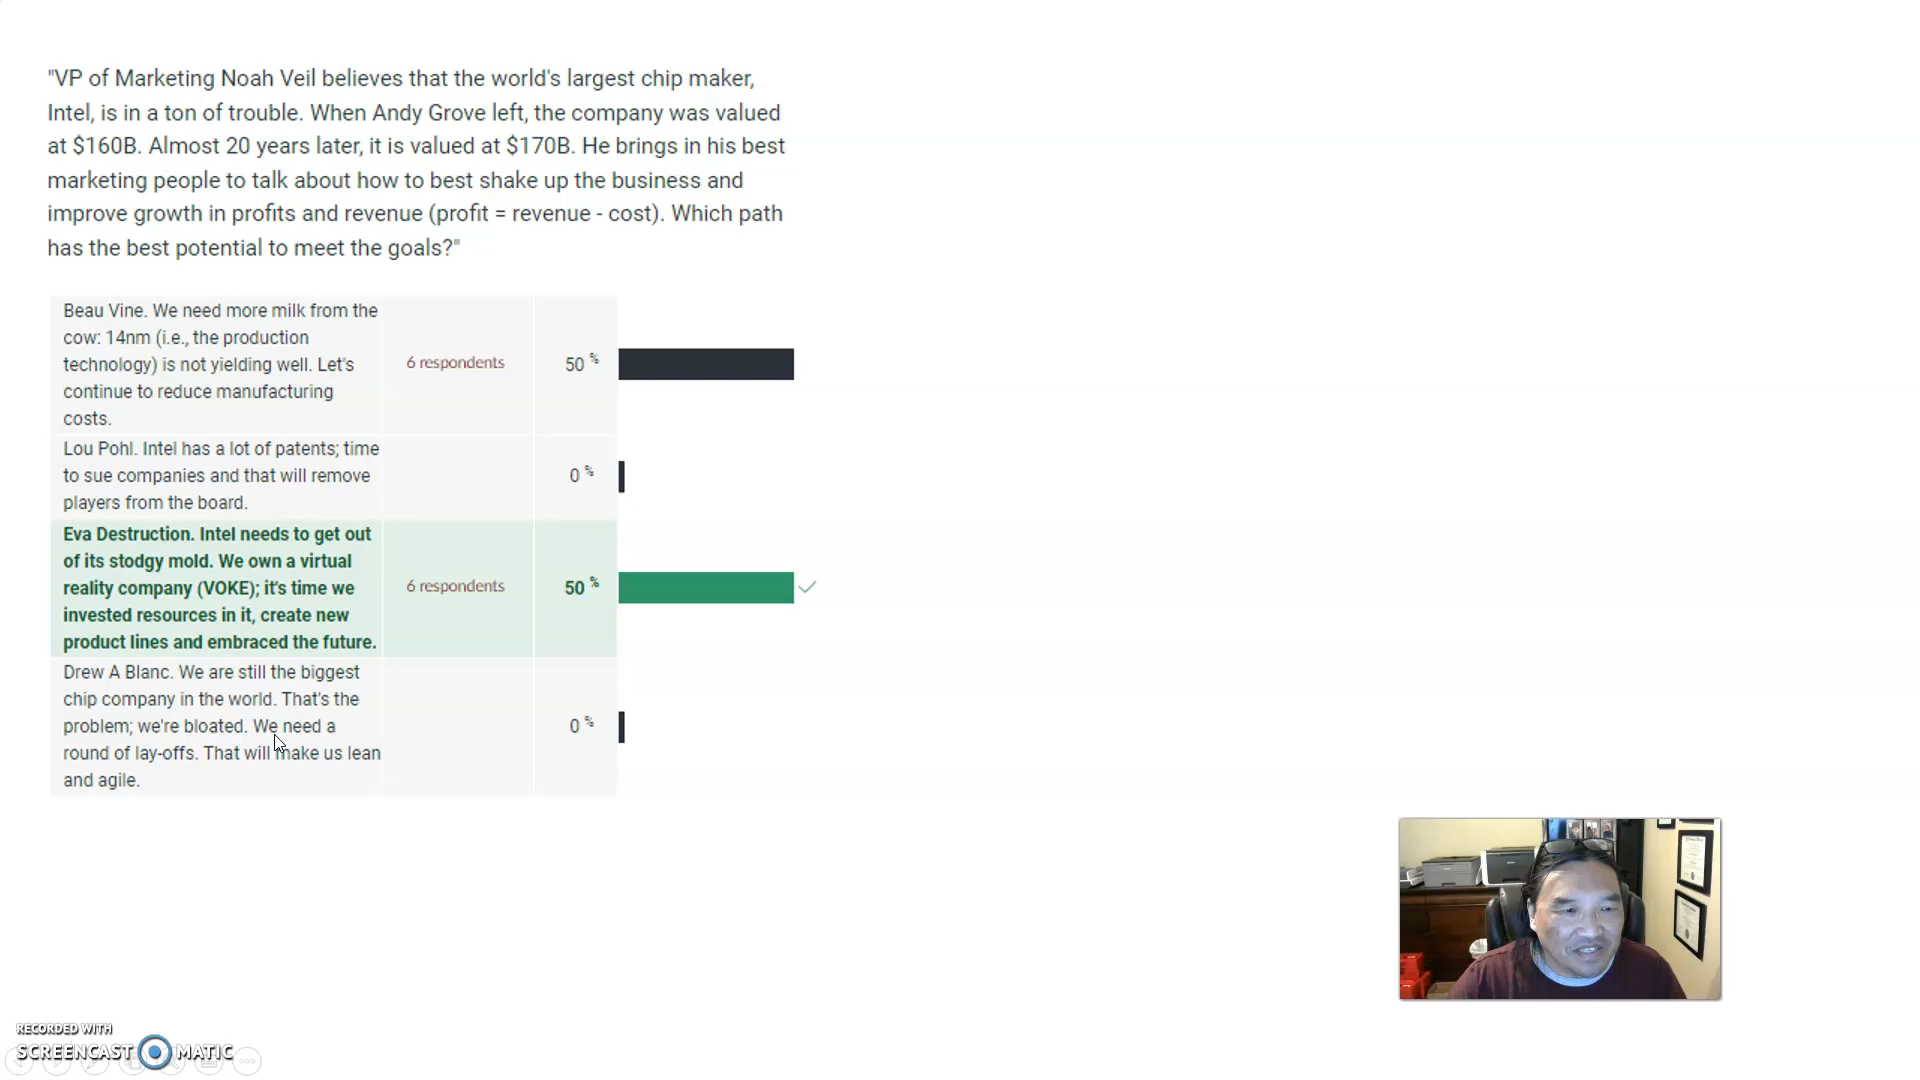 "VP of Marketing Noah Veil believes that the world's largest chip maker,
Intel, is in a ton of trouble. When Andy Grove left, the company was valued
at $160B. Almost 20 years later, it is valued at $170B. He brings in his best
marketing people to talk about how to best shake up the business and
improve growth in profits and revenue (profit = revenue - cost). Which path
has the best potential to meet the goals?"
Beau Vine. We need more milk from the
cow: 14nm (i.e., the production
technology) is not yielding well. Let's
continue to reduce manufacturing
costs.
6 respondents
50 %
Lou Pohl. Intel has a lot of patents; time
to sue companies and that will remove
players from the board.
0 %
Eva Destruction. Intel needs to get out
of its stodgy mold. We own a virtual
reality company (VOKE); it's time we
invested resources in it, create new
product lines and embraced the future.
6 respondents
50 %
Drew A Blanc. We are still the biggest
chip company in the world. That's the
problem; we're bloated. We need a
round of lay-offs. That will make us lean
and agile.
0 %
RECORDED WITH
SCREENCAST MATIC